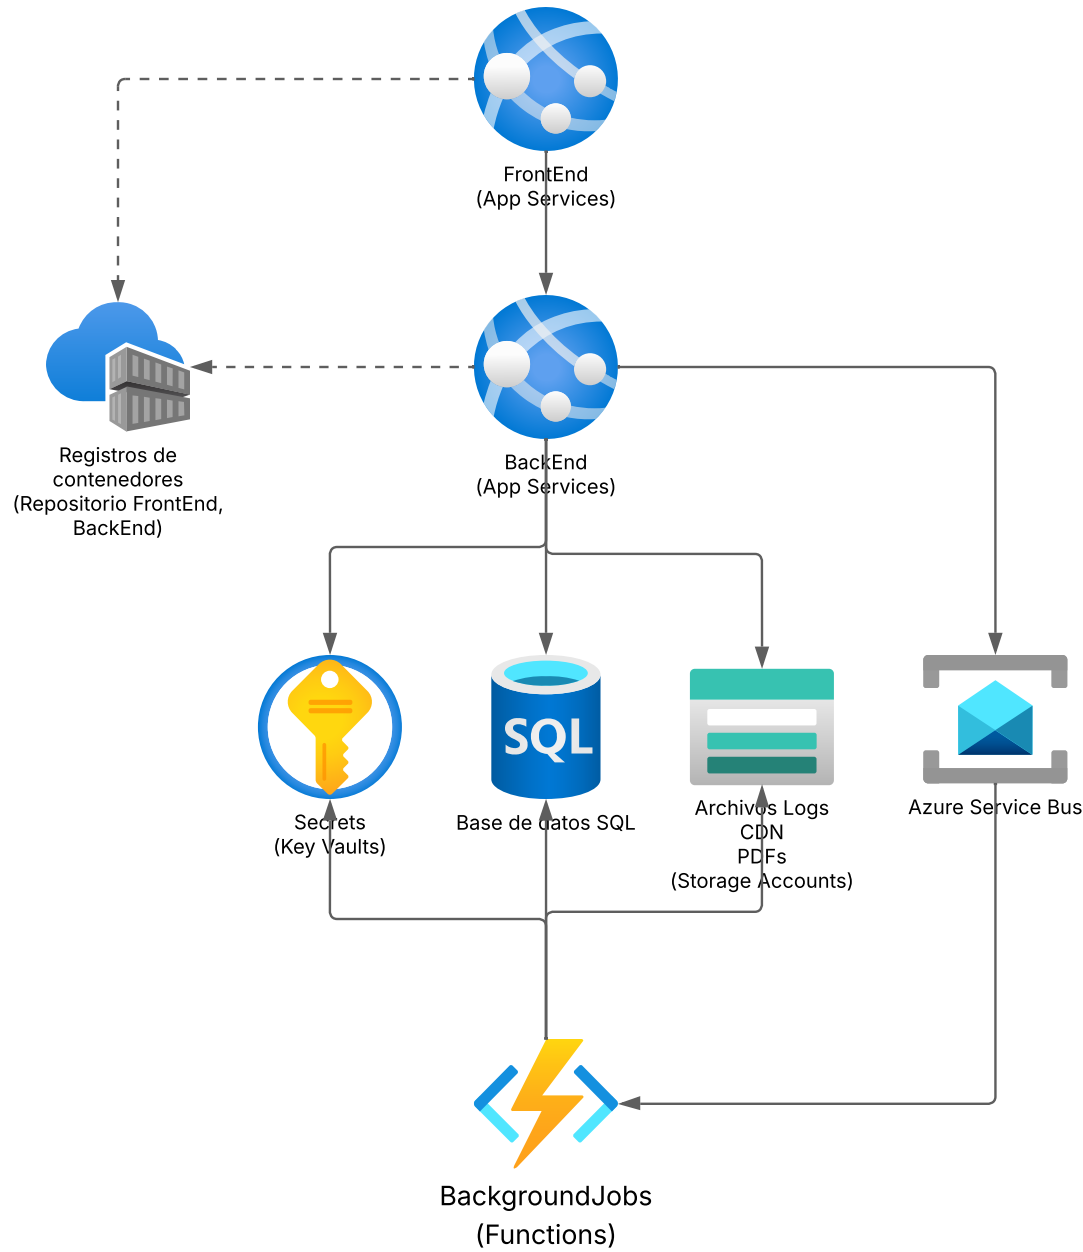 FrontEnd
(App Services)
BackEnd
(App Services)
Registros de
contenedores
(Repositorio FrontEnd,
BackEnd)
SQL
Secrets
(Key Vaults)
Base de datos SQL
Archivos Logs
CDN
PDFs
(Storage Accounts)
Azure Service Bus
BackgroundJobs
(Functions)